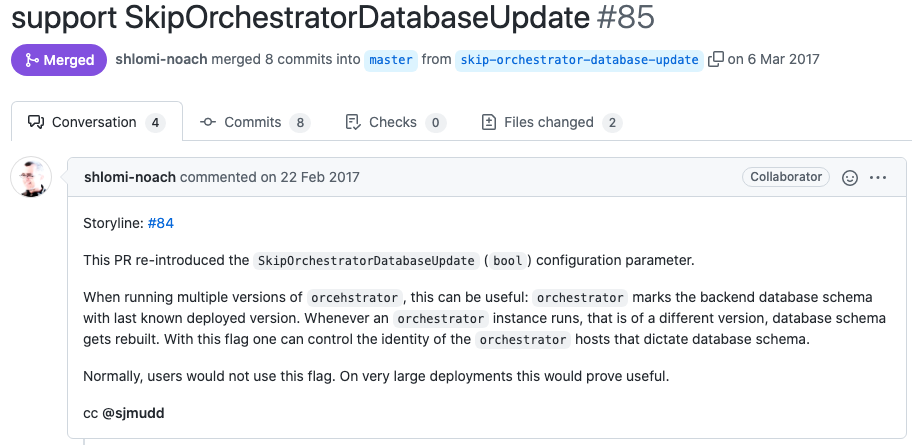 support SkipOrchestratorDatabaseUpdate #85
Merged shlomi-noach merged 8 commits into master from skip-orchestrator-database-update on 6 Mar 2017
Conversation 4 Commits 8 Checks 0 Files changed 2
shlomi-noach commented on 22 Feb 2017 Collaborator
Storyline: #84
This PR re-introduced the SkipOrchestratorDatabaseUpdate ( bool ) configuration parameter.
When running multiple versions of orcehstrator , this can be useful: orchestrator marks the backend database schema
with last known deployed version. Whenever an orchestrator instance runs, that is of a different version, database schema
gets rebuilt. With this flag one can control the identity of the orchestrator hosts that dictate database schema.
Normally, users would not use this flag. On very large deployments this would prove useful.
cc @sjmudd